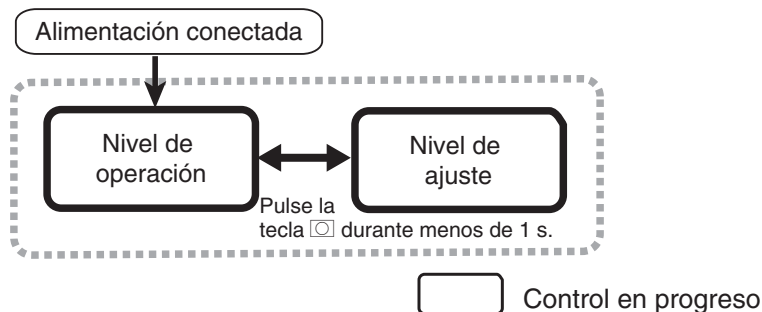 Alimentación conectada
Nivel de
operación
Nivel de
ajuste
Pulse la
tecla durante menos de 1 s.
Control en progreso